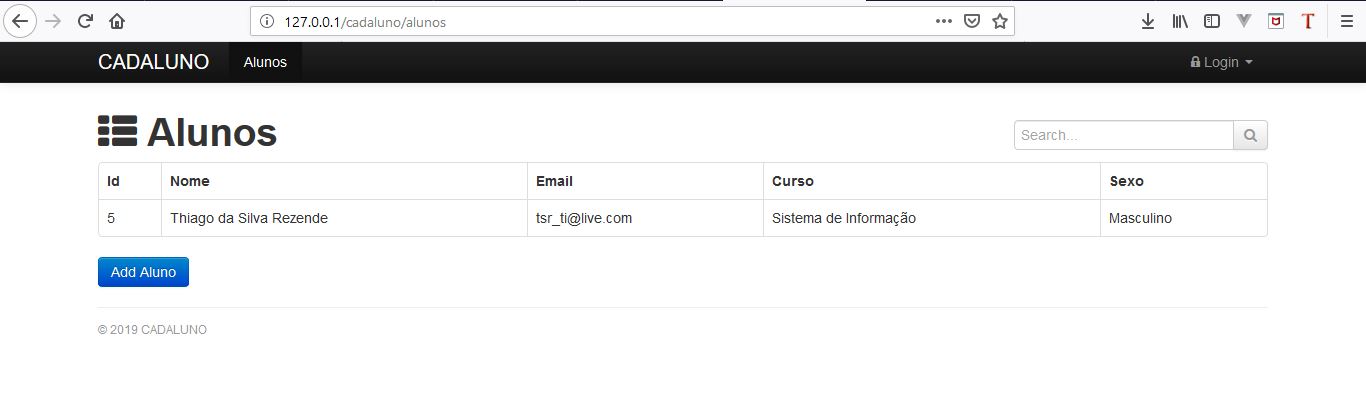 127.0.0.1/cadaluno/alunos
CADALUNO Alunos Login
Alunos
Search...
Id Nome Email Curso Sexo
5 Thiago da Silva Rezende tsr_ti@live.com Sistema de Informação Masculino
Add Aluno
© 2019 CADALUNO